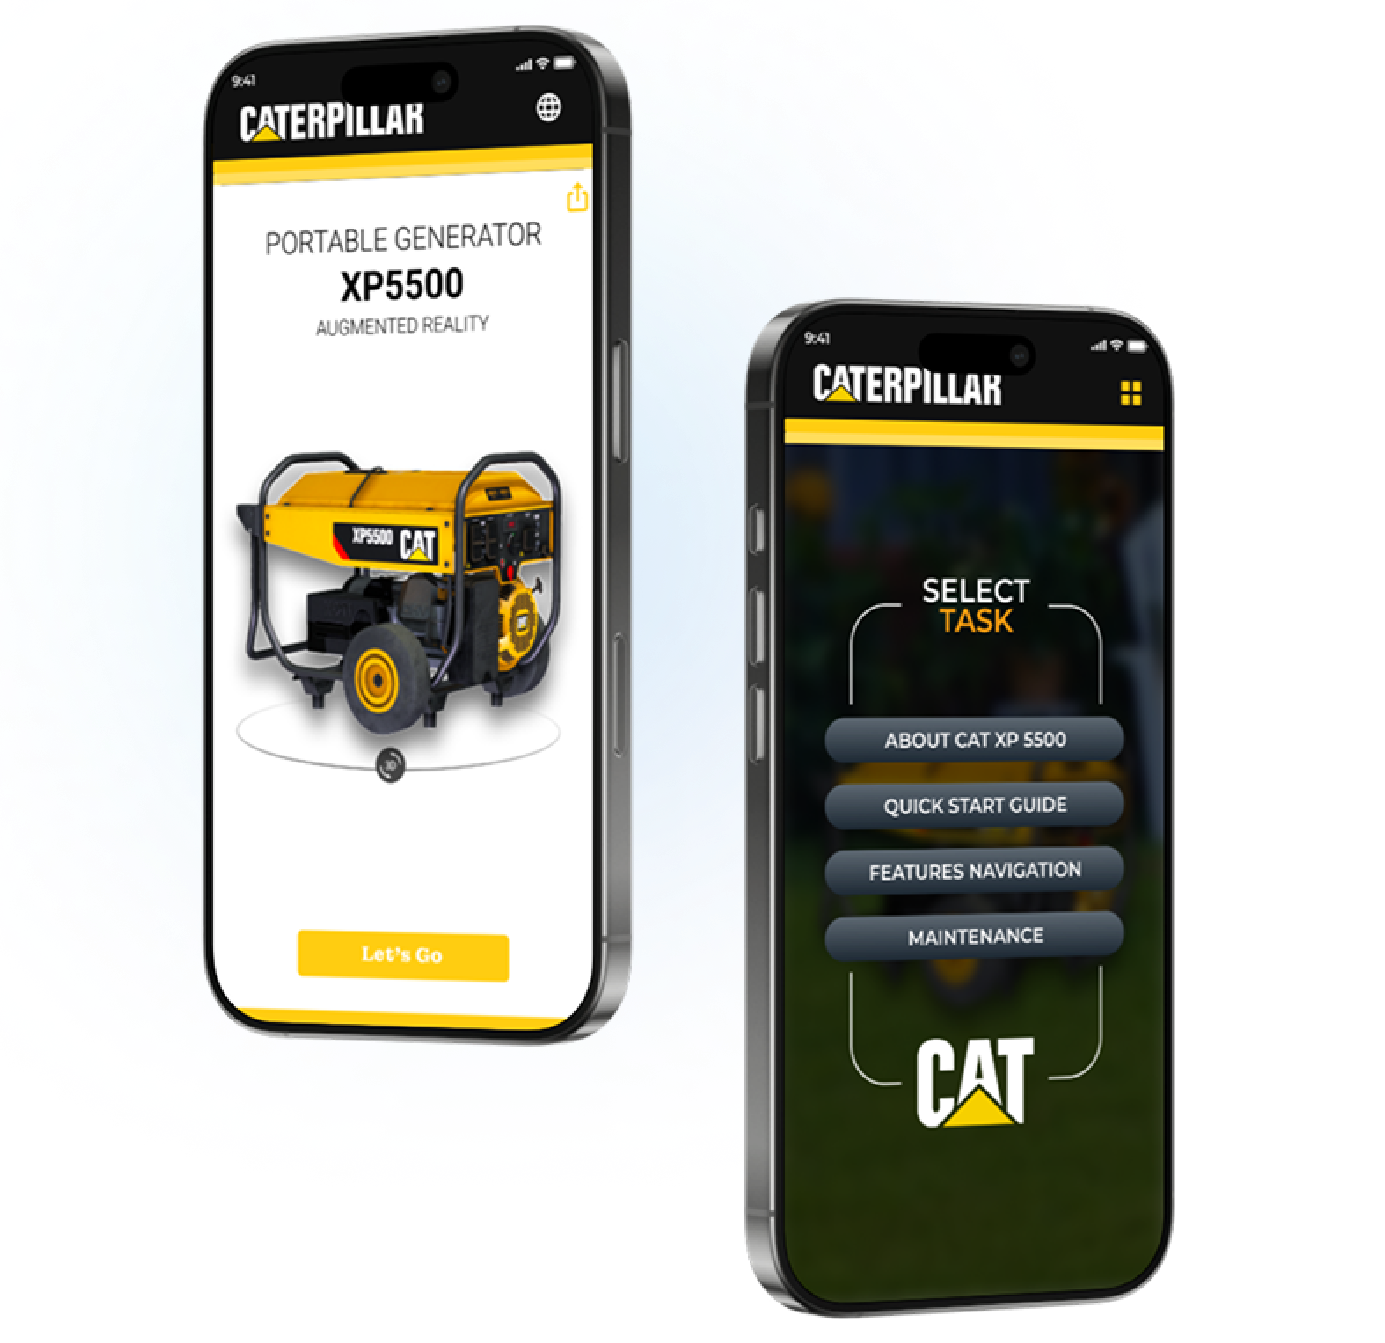 9:41
CATERPILLAR
PORTABLE GENERATOR
XP5500
AUGMENTED REALITY
XP5500 CAT
Let's Go
9:41
CATERPILLAR
SELECT
TASK
ABOUT CAT XP 5500
QUICK START GUIDE
FEATURES NAVIGATION
MAINTENANCE
CAT